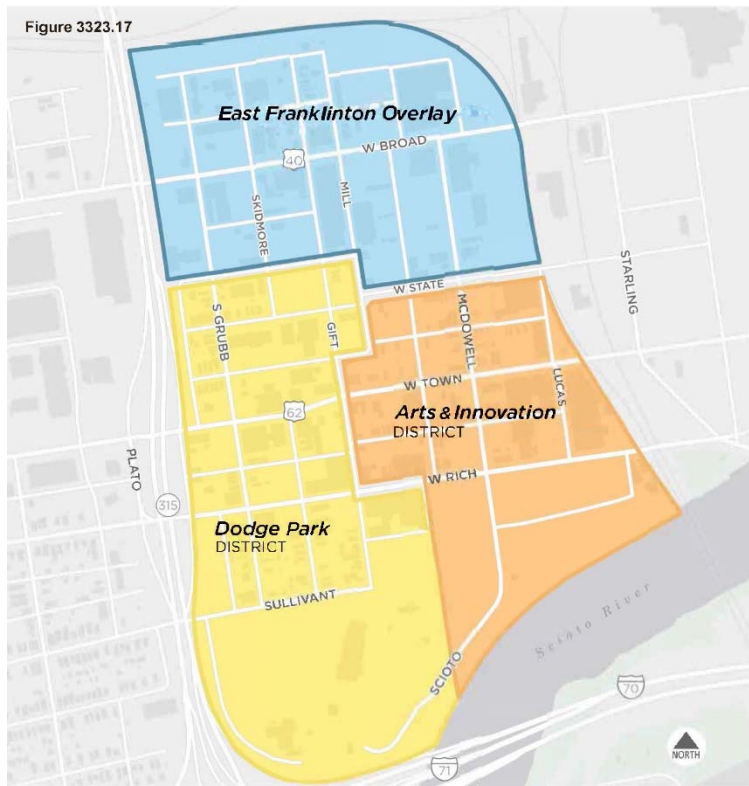 Figure 3323.17
East Franklinton Overlay
W BROAD
40
SKIDMORE
MILL
W STATE
STARLING
S GRUBB
GIFT
MCDOWELL
W TOWN
LUCAS
62
Arts & Innovation
DISTRICT
PLATO
W RICH
315
Dodge Park
DISTRICT
SULLIVANT
Scioto River
SCIOTO
70
71
NORTH